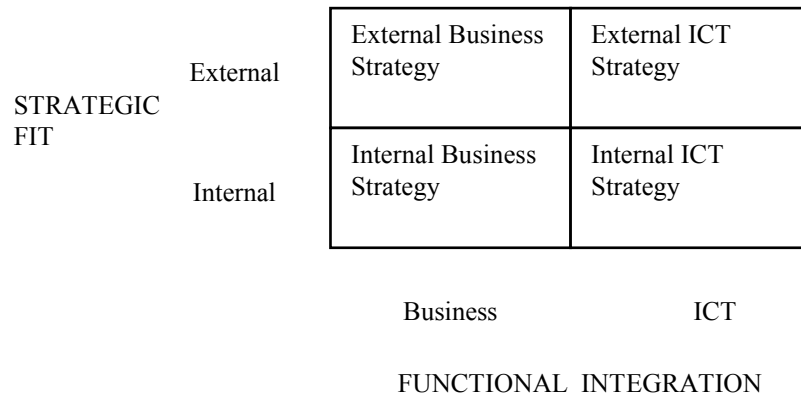 External Business
Strategy
External ICT
Strategy
External
STRATEGIC
FIT
Internal Business
Strategy
Internal ICT
Strategy
Internal
Business
ICT
FUNCTIONAL INTEGRATION